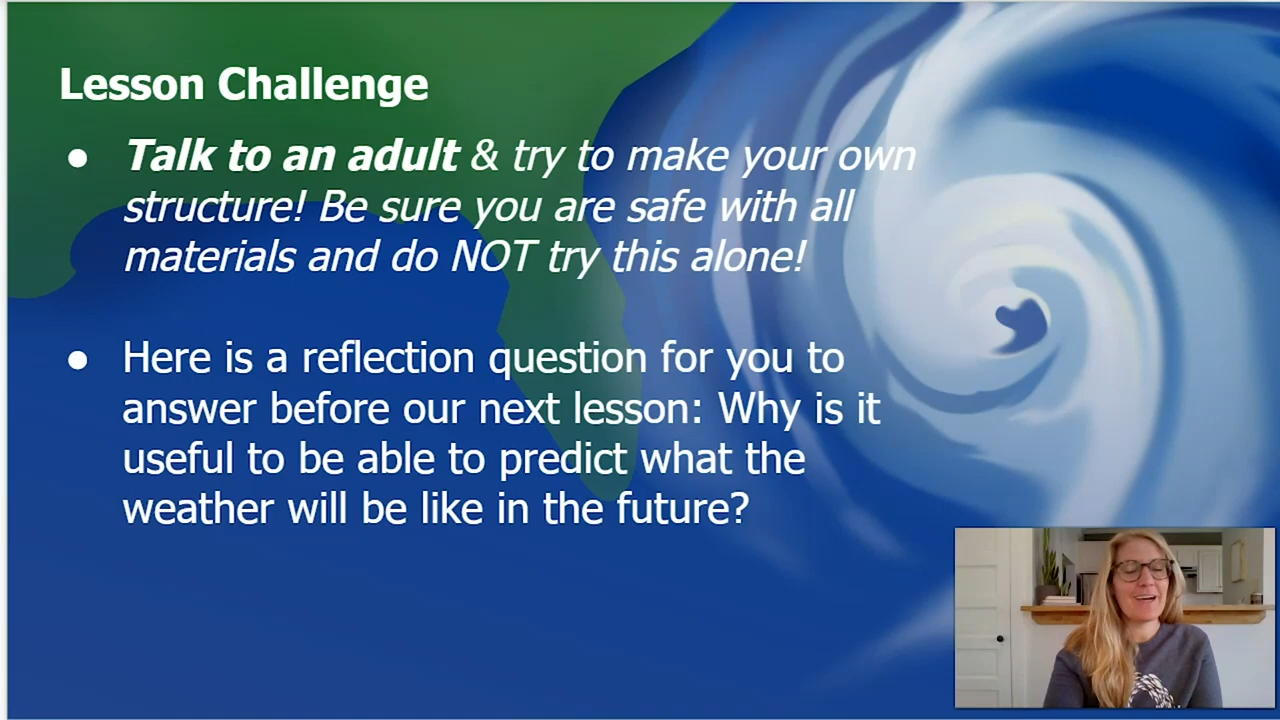 Lesson Challenge
● Talk to an adult & try to make your own
structure! Be sure you are safe with all
materials and do NOT try this alone!
● Here is a reflection question for you to
answer before our next lesson: Why is it
useful to be able to predict what the
weather will be like in the future?